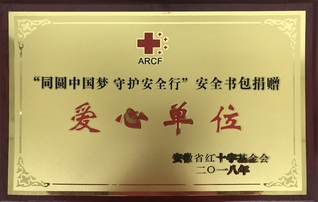 ARCF
“同圆中国梦 守护安全行”安全书包捐赠
爱心单位
安徽省红十字基金会
二〇一八年